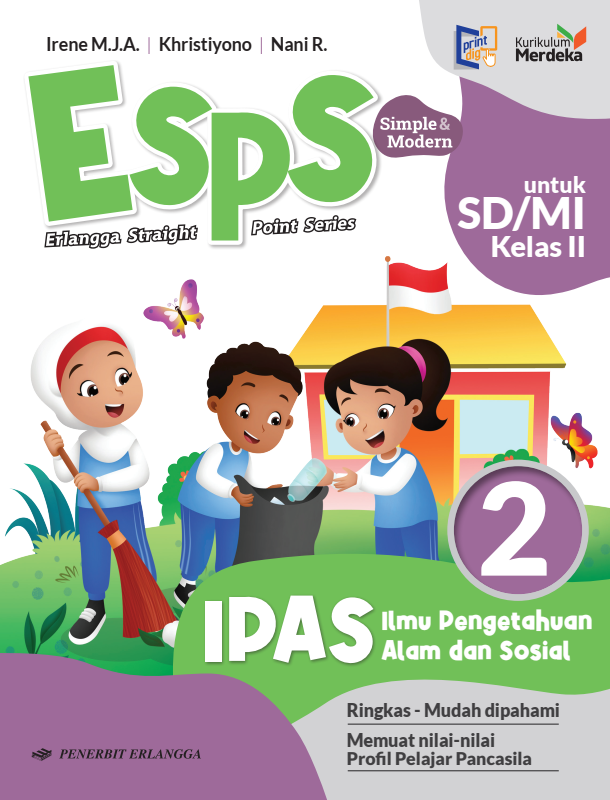 Irene M.J.A. | Khristiyono | Nani R.
print
digi
Kurikulum
Merdeka
ESPS
Simple &
Modern
Erlangga Straight Point Series
untuk
SD/MI
Kelas II
2
IPAS
Ilmu Pengetahuan
Alam dan Sosial
Ringkas - Mudah dipahami
Memuat nilai-nilai
Profil Pelajar Pancasila
PENERBIT ERLANGGA